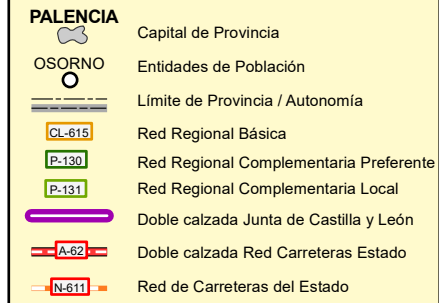 PALENCIA
Capital de Provincia
OSORNO
Entidades de Población
Límite de Provincia / Autonomía
CL-615 Red Regional Básica
P-130 Red Regional Complementaria Preferente
P-131 Red Regional Complementaria Local
Doble calzada Junta de Castilla y León
A-62 Doble calzada Red Carreteras Estado
N-611 Red de Carreteras del Estado